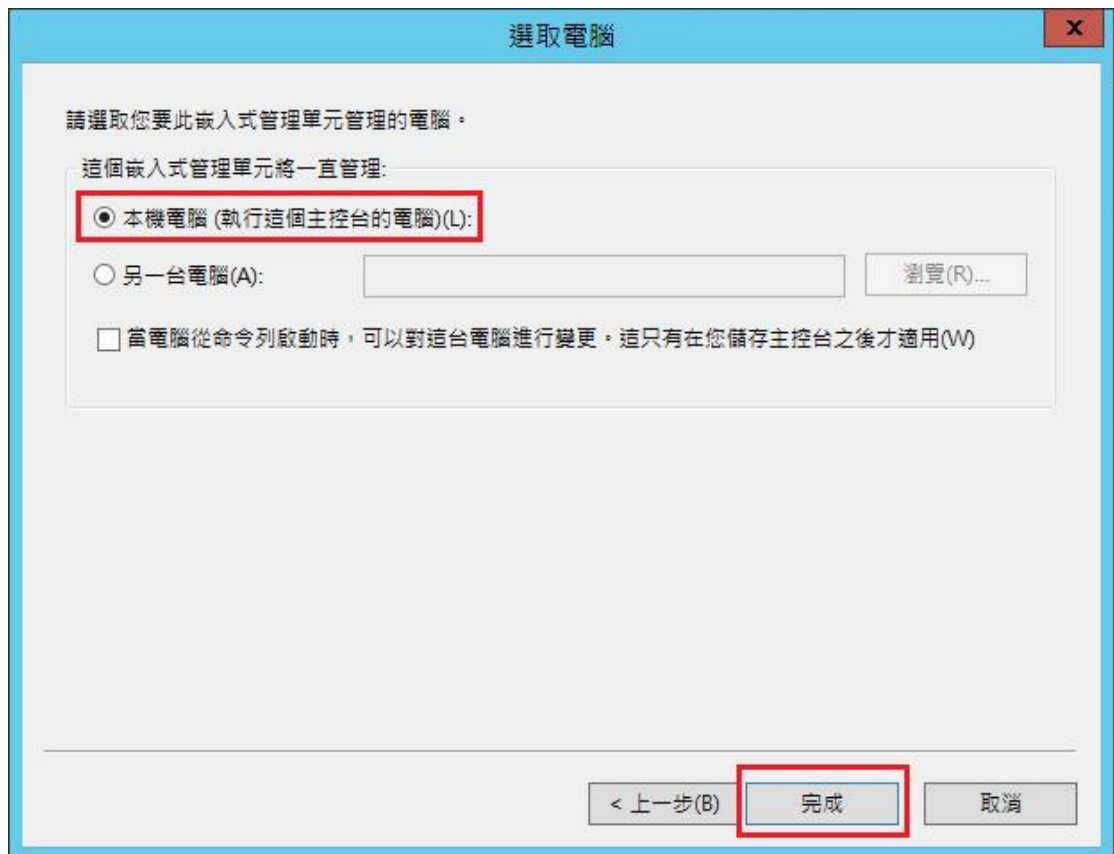 選取電腦
x
請選取您要此嵌入式管理單元管理的電腦。
這個嵌入式管理單元將一直管理:
本機電腦 (執行這個主控台的電腦)(L):
另一台電腦(A):
瀏覽(R)...
當電腦從命令列啟動時，可以對這台電腦進行變更。這只有在您儲存主控台之後才適用(W)
< 上一步(B)
完成
取消